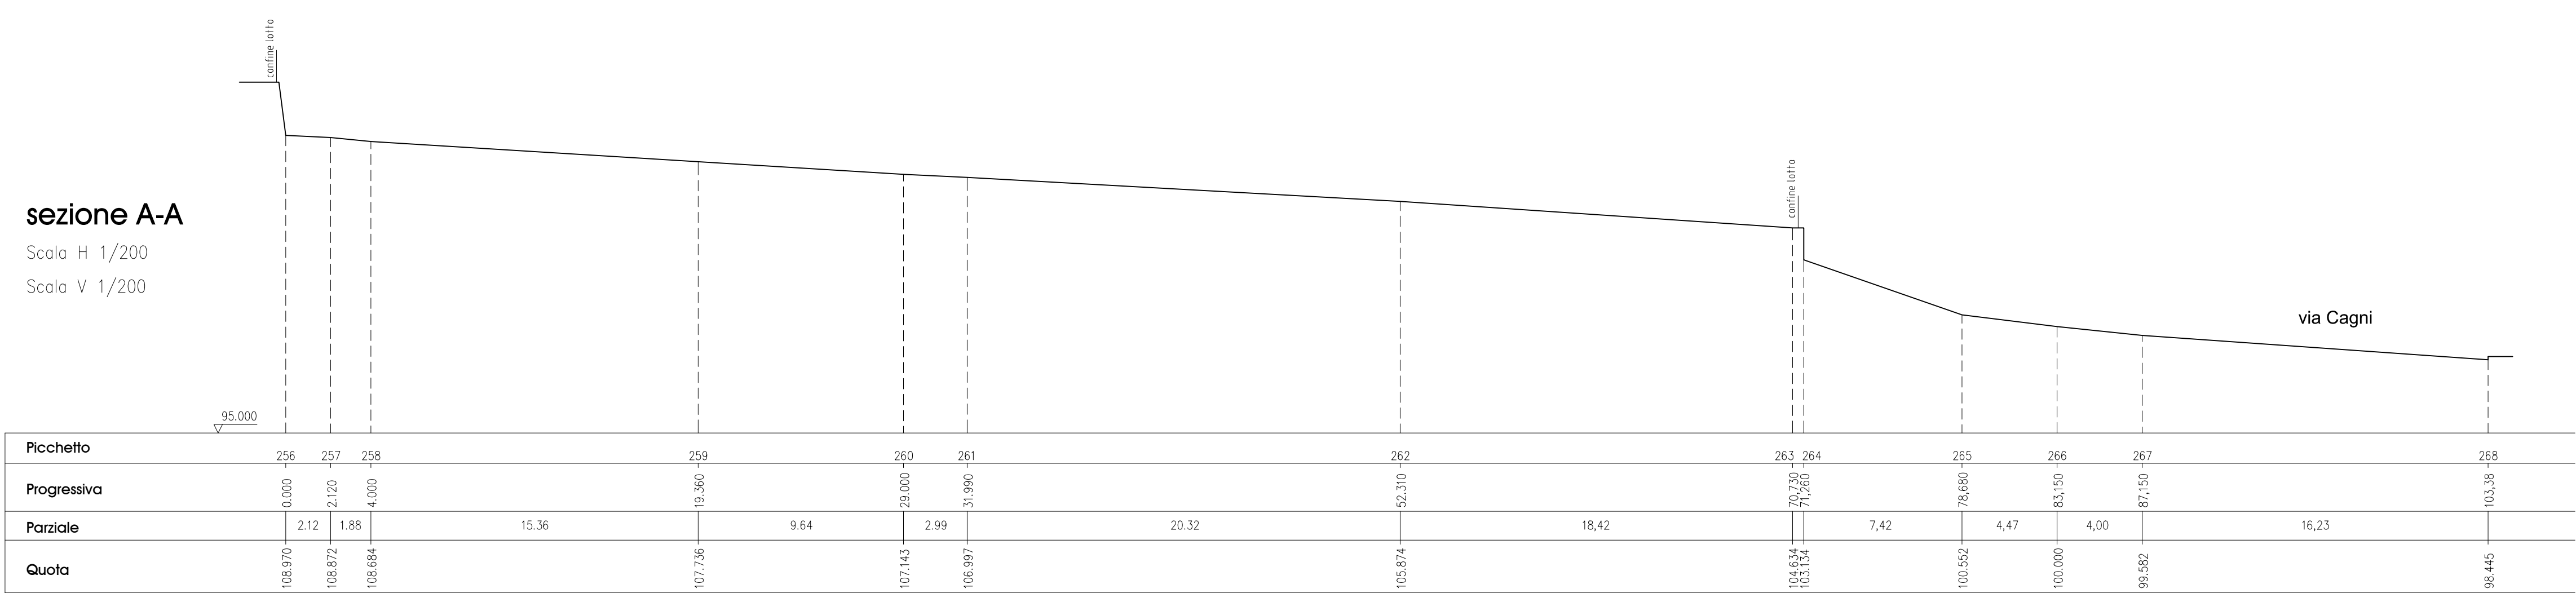 confine lotto
confine lotto
sezione A-A
Scala H 1/200
Scala V 1/200
via Cagni
95.000
Picchetto 256 257 258 259 260 261 262 263 264 265 266 267 268
Progressiva 0.000 2.120 4.000 19.360 29.000 31.990 52.310 70,730 71,260 78,680 83,150 87,150 103,38
Parziale 2.12 1.88 15.36 9.64 2.99 20.32 18,42 7,42 4,47 4,00 16,23
Quota 108.970 108.872 108.684 107.736 107.143 106.997 105.874 104.634 103.134 100.552 100.000 99.582 98.445